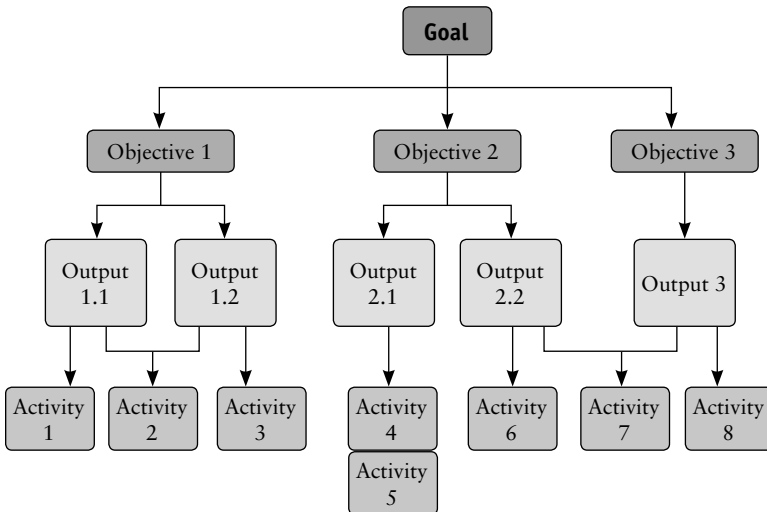 Goal
Objective 1
Objective 2
Objective 3
Output
1.1
Output
1.2
Output
2.1
Output
2.2
Output 3
Activity
1
Activity
2
Activity
3
Activity
4
Activity
6
Activity
7
Activity
8
Activity
5